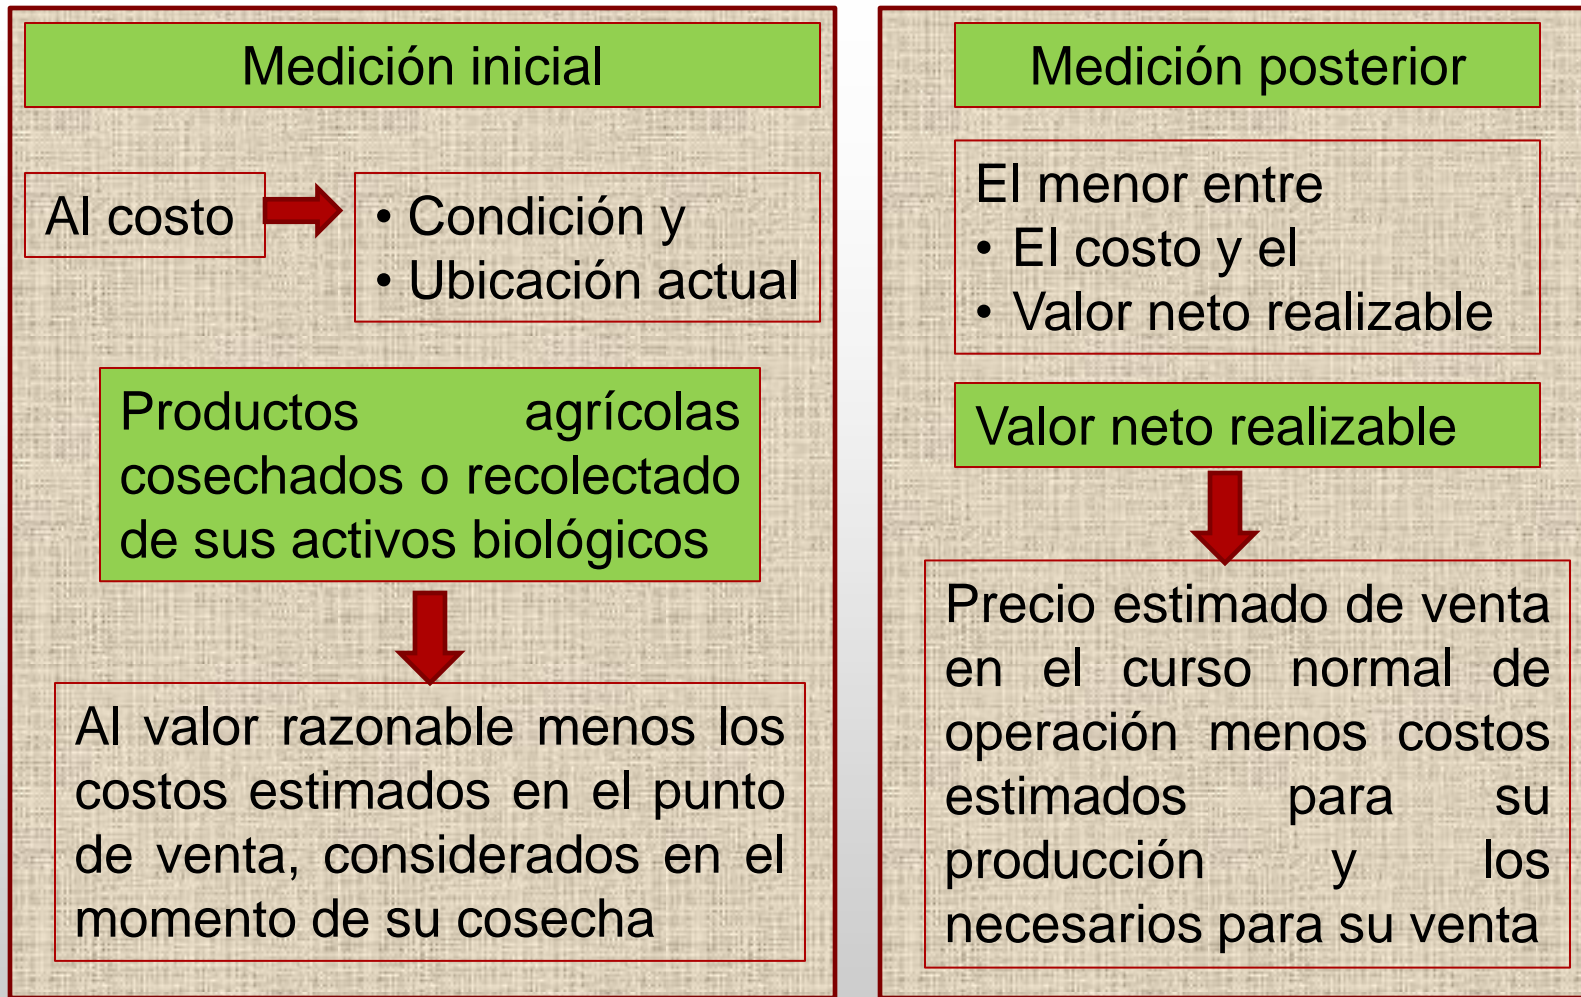 Medición inicial
Al costo
• Condición y
• Ubicación actual
Productos agrícolas
cosechados o recolectado
de sus activos biológicos
Al valor razonable menos los
costos estimados en el punto
de venta, considerados en el
momento de su cosecha
Medición posterior
El menor entre
• El costo y el
• Valor neto realizable
Valor neto realizable
Precio estimado de venta
en el curso normal de
operación menos costos
estimados para su
producción y los
necesarios para su venta